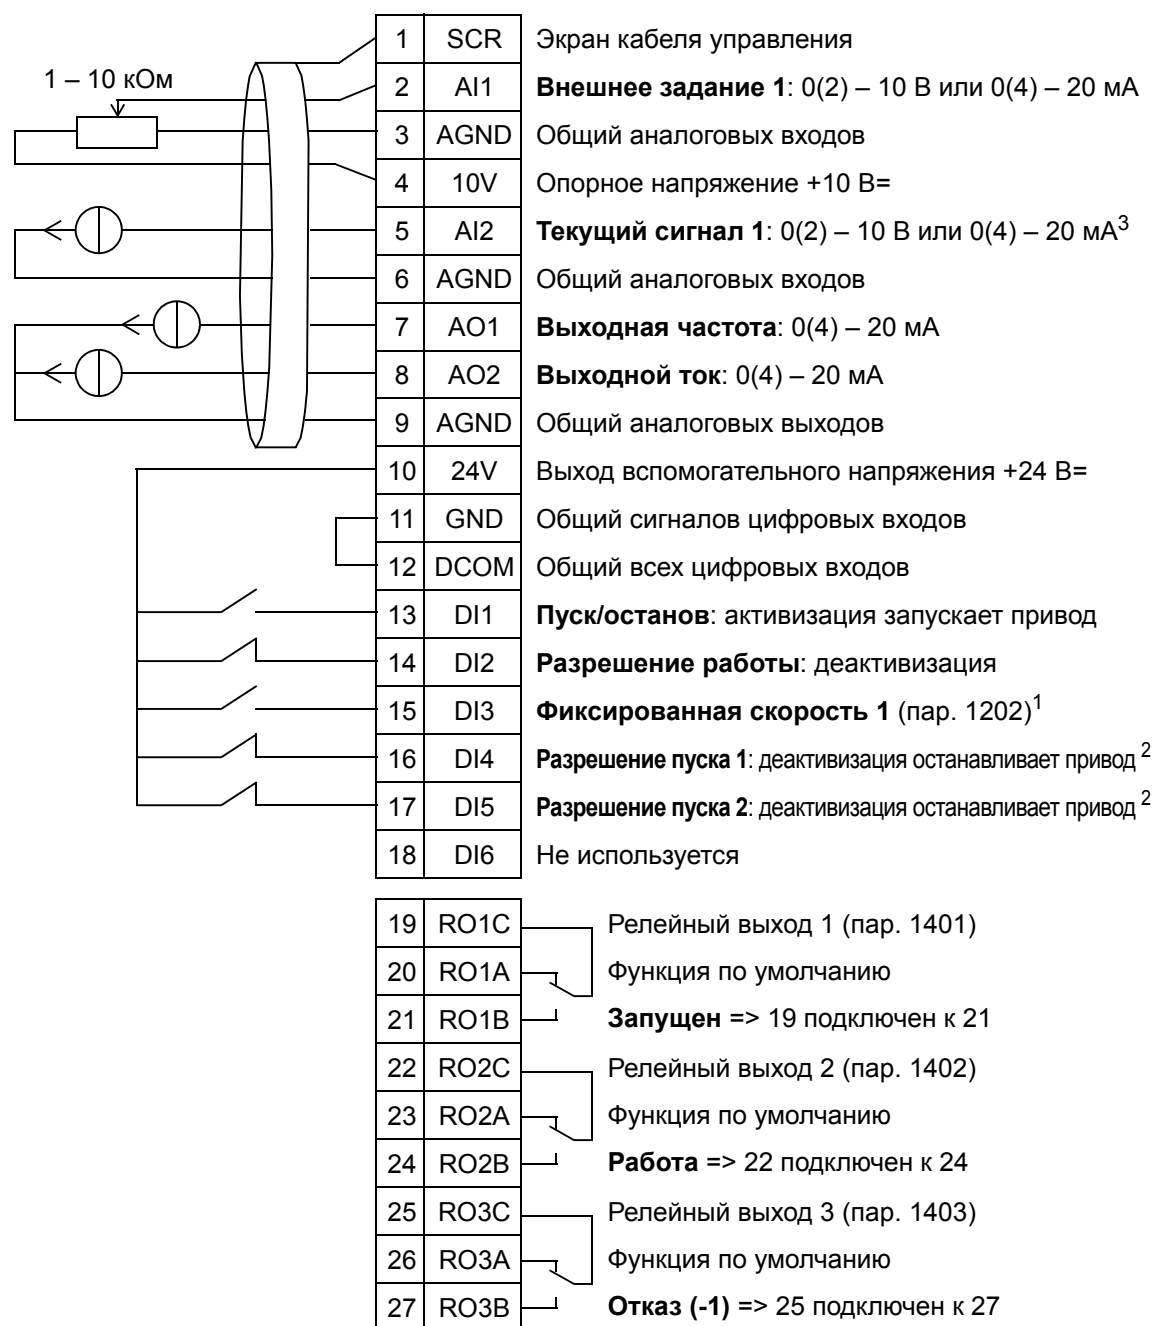 1 SCR Экран кабеля управления
1 – 10 кОм
2 AI1 Внешнее задание 1: 0(2) – 10 В или 0(4) – 20 мА
3 AGND Общий аналоговых входов
4 10V Опорное напряжение +10 В=
5 AI2 Текущий сигнал 1: 0(2) – 10 В или 0(4) – 20 мА3
6 AGND Общий аналоговых входов
7 AO1 Выходная частота: 0(4) – 20 мА
8 AO2 Выходной ток: 0(4) – 20 мА
9 AGND Общий аналоговых выходов
10 24V Выход вспомогательного напряжения +24 В=
11 GND Общий сигналов цифровых входов
12 DCOM Общий всех цифровых входов
13 DI1 Пуск/останов: активизация запускает привод
14 DI2 Разрешение работы: деактивизация
15 DI3 Фиксированная скорость 1 (пар. 1202)1
16 DI4 Разрешение пуска 1: деактивизация останавливает привод 2
17 DI5 Разрешение пуска 2: деактивизация останавливает привод 2
18 DI6 Не используется
19 RO1C Релейный выход 1 (пар. 1401)
20 RO1A Функция по умолчанию
21 RO1B Запущен => 19 подключен к 21
22 RO2C Релейный выход 2 (пар. 1402)
23 RO2A Функция по умолчанию
24 RO2B Работа => 22 подключен к 24
25 RO3C Релейный выход 3 (пар. 1403)
26 RO3A Функция по умолчанию
27 RO3B Отказ (-1) => 25 подключен к 27